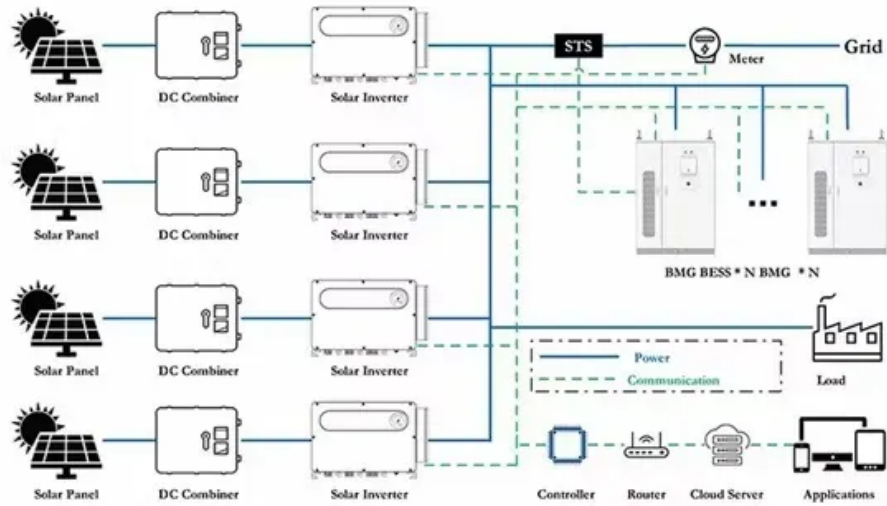 STS
Meter
Grid
Solar Panel
DC Combiner
Solar Inverter
Solar Panel
DC Combiner
Solar Inverter
BMG BESS * N BMG * N
Solar Panel
DC Combiner
Solar Inverter
Power
Communication
Load
Solar Panel
DC Combiner
Solar Inverter
Controller
Router
Cloud Server
Applications